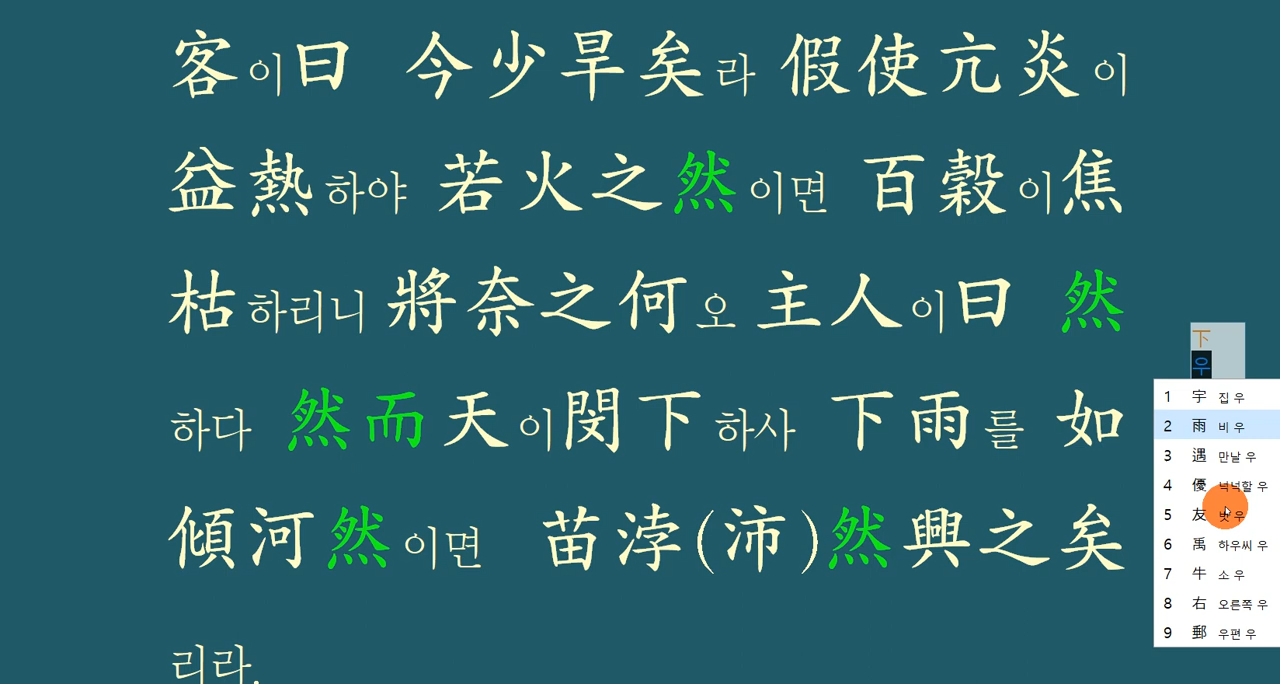 客이曰 今少旱矣라 假使亢炎이
益熱하야 若火之然이면 百穀이焦
枯하리니 將奈之何오 主人이曰 然
하다 然而天이閔下하사 下雨를 如
傾河然이면 苗浡(沛)然興之矣
리라.
下
우
1 宇 집 우
2 雨 비 우
3 遇 만날 우
4 優 넉넉할 우
5 友 벗 우
6 禹 하우씨 우
7 牛 소 우
8 右 오른쪽 우
9 郵 우편 우